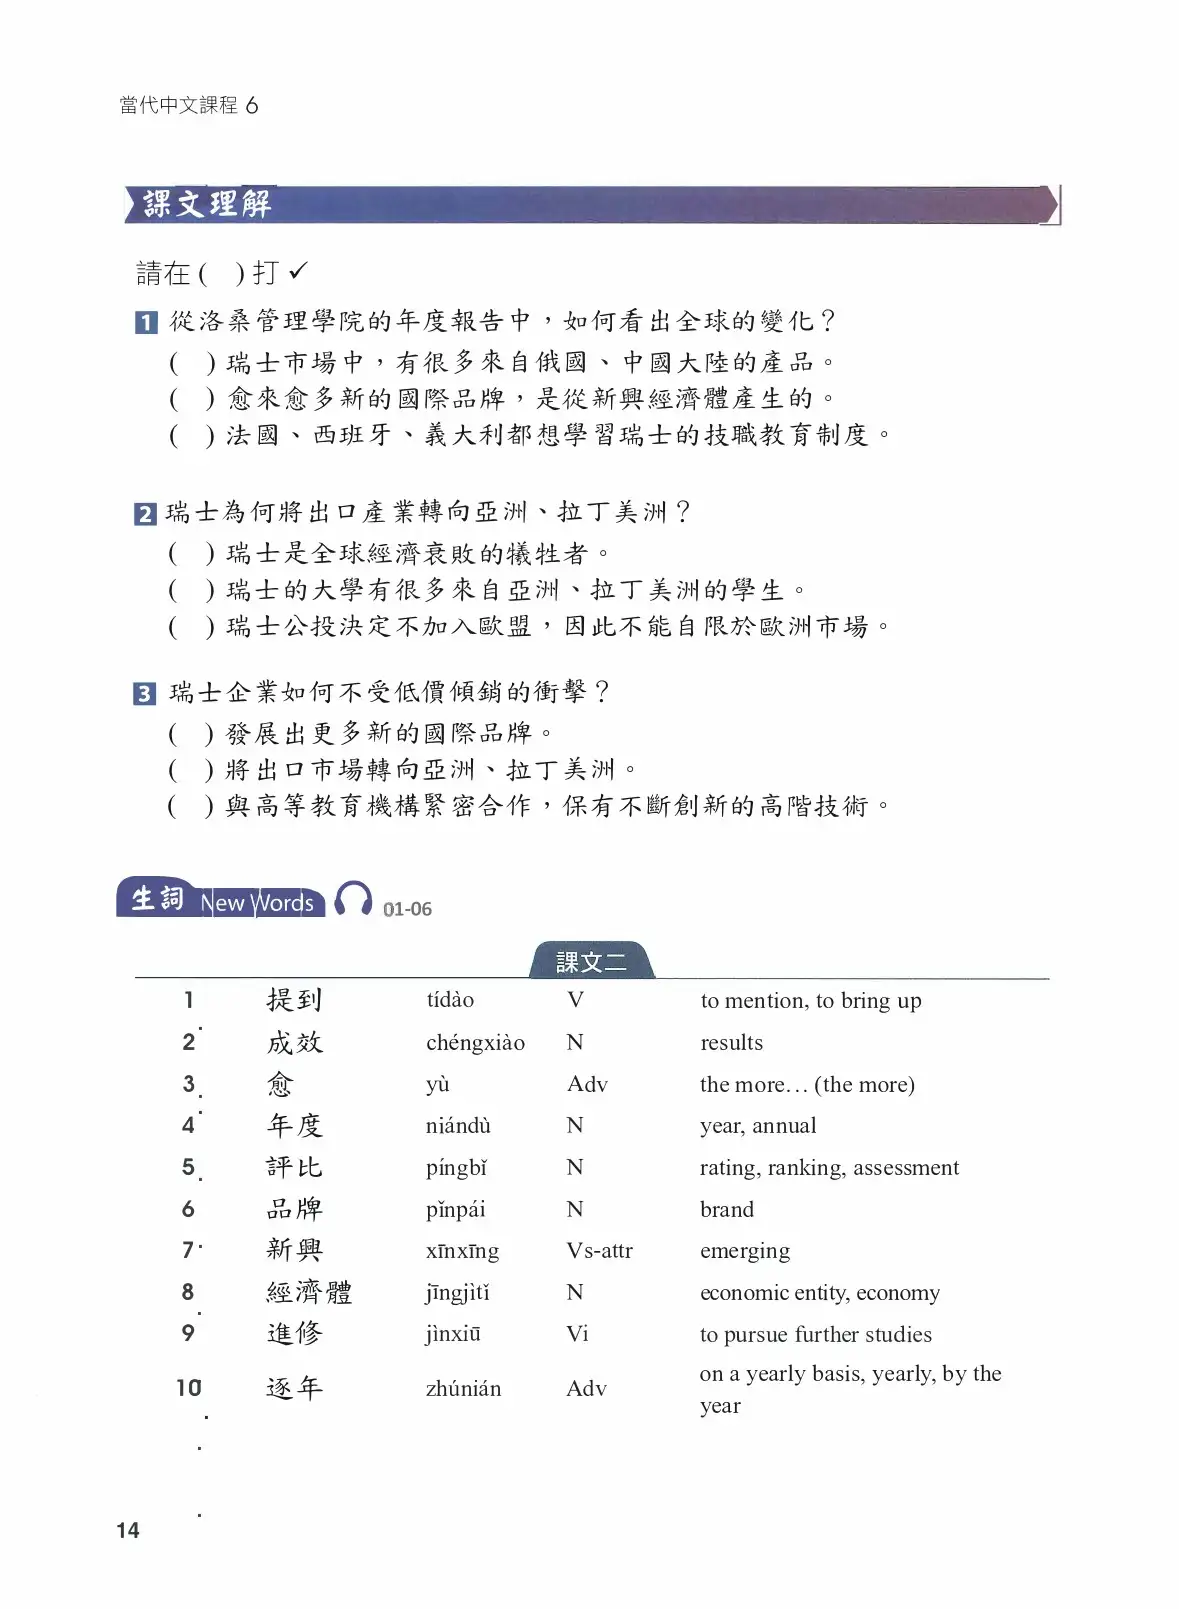 當代中文課程 6
課文理解
請在(　)打✓
1 從洛桑管理學院的年度報告中，如何看出全球的變化？
(　)瑞士市場中，有很多來自俄國、中國大陸的產品。
(　)愈來愈多新的國際品牌，是從新興經濟體產生的。
(　)法國、西班牙、義大利都想學習瑞士的技職教育制度。
2 瑞士為何將出口產業轉向亞洲、拉丁美洲？
(　)瑞士是全球經濟衰敗的犧牲者。
(　)瑞士的大學有很多來自亞洲、拉丁美洲的學生。
(　)瑞士公投決定不加入歐盟，因此不能自限於歐洲市場。
3 瑞士企業如何不受低價傾銷的衝擊？
(　)發展出更多新的國際品牌。
(　)將出口市場轉向亞洲、拉丁美洲。
(　)與高等教育機構緊密合作，保有不斷創新的高階技術。
生詞 New Words 01-06
課文二
1 提到 tídào V to mention, to bring up
2 成效 chéngxiào N results
3 愈 yù Adv the more… (the more)
4 年度 niándù N year, annual
5 評比 píngbǐ N rating, ranking, assessment
6 品牌 pǐnpái N brand
7 新興 xīnxīng Vs-attr emerging
8 經濟體 jīngjìtǐ N economic entity, economy
9 進修 jìnxiū Vi to pursue further studies
10 逐年 zhúnián Adv on a yearly basis, yearly, by the
year
14